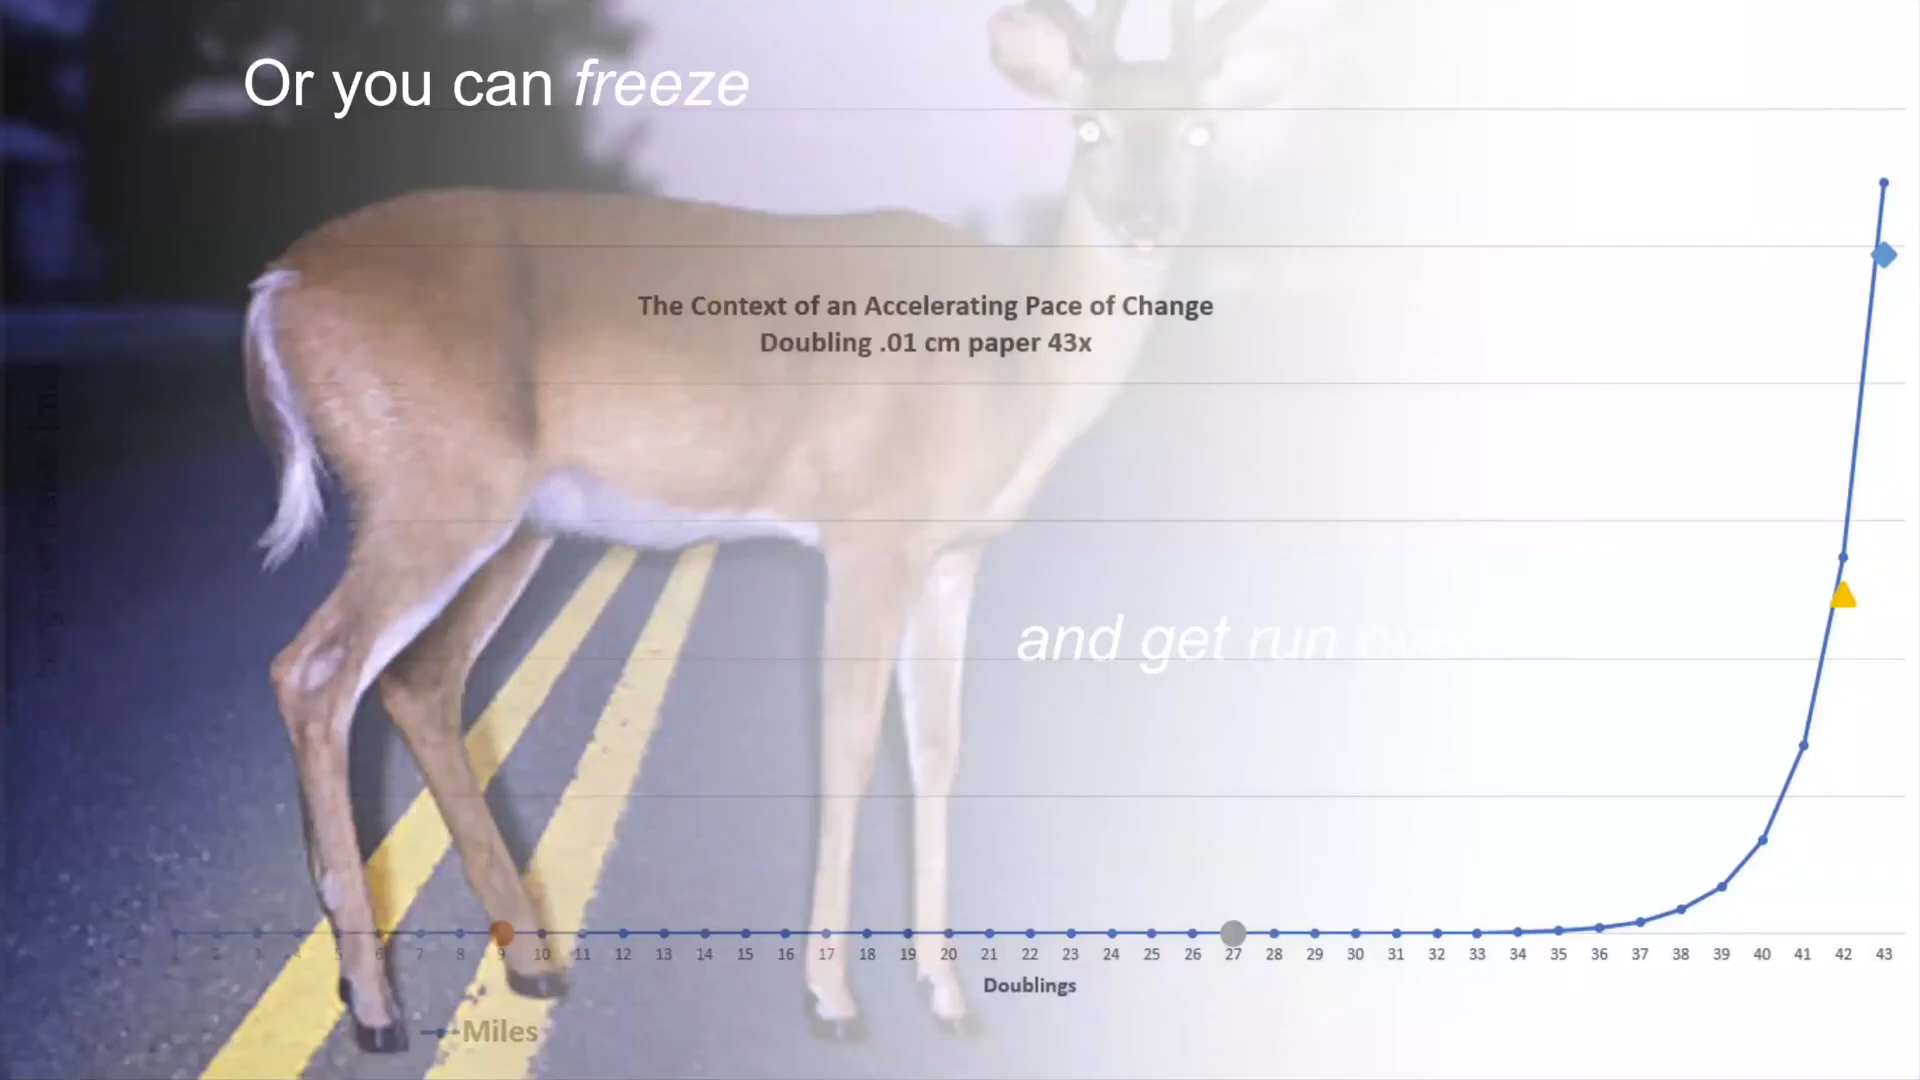 Or you can freeze
The Context of an Accelerating Pace of Change
Doubling .01 cm paper 43x
and get run
5 6 7 8 9 10 11 12 13 14 15 16 17 18 19 20 21 22 23 24 25 26 27 28 29 30 31 32 33 34 35 36 37 38 39 40 41 42 43
Doublings
Miles